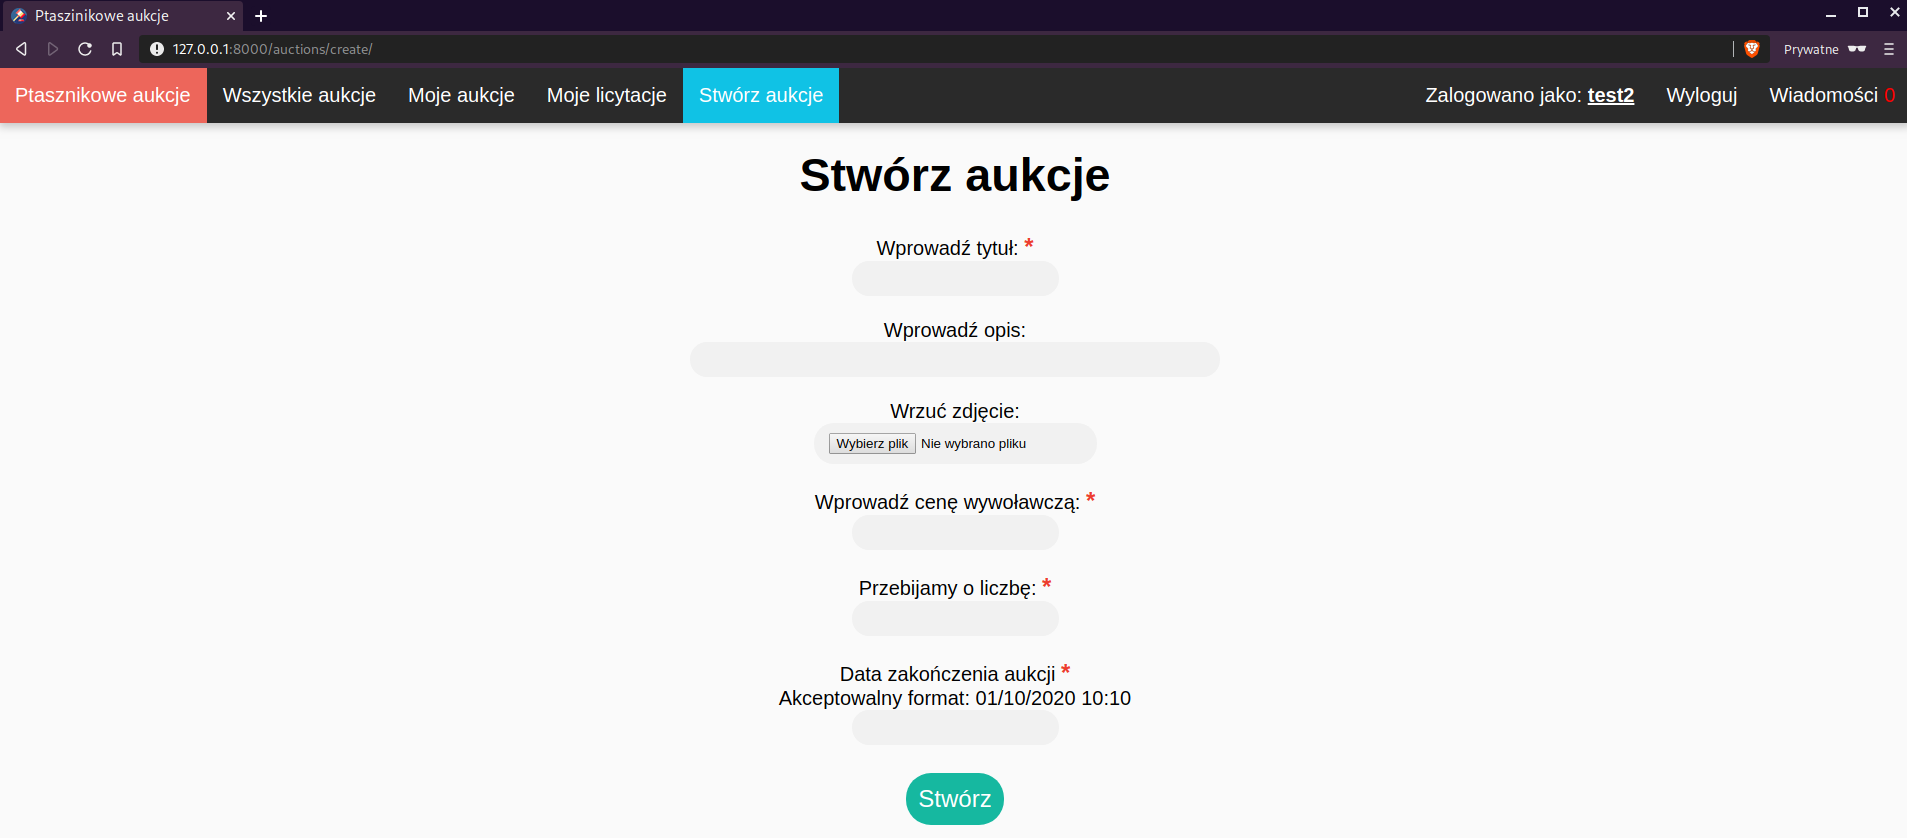 Ptaszinikowe aukcje
127.0.0.1:8000/auctions/create/
Prywatne
Ptasznikowe aukcje Wszystkie aukcje Moje aukcje Moje licytacje Stwórz aukcje Zalogowano jako: test2 Wyloguj Wiadomości 0
Stwórz aukcje
Wprowadź tytuł: *
Wprowadź opis:
Wrzuć zdjęcie:
Wybierz plik Nie wybrano pliku
Wprowadź cenę wywoławczą: *
Przebijamy o liczbę: *
Data zakończenia aukcji *
Akceptowalny format: 01/10/2020 10:10
Stwórz